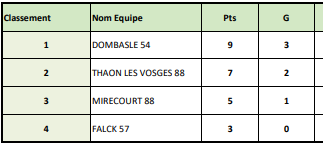 Classement Nom Equipe Pts G
1 DOMBASLE 54 9 3
2 THAON LES VOSGES 88 7 2
3 MIRECOURT 88 5 1
4 FALCK 57 3 0